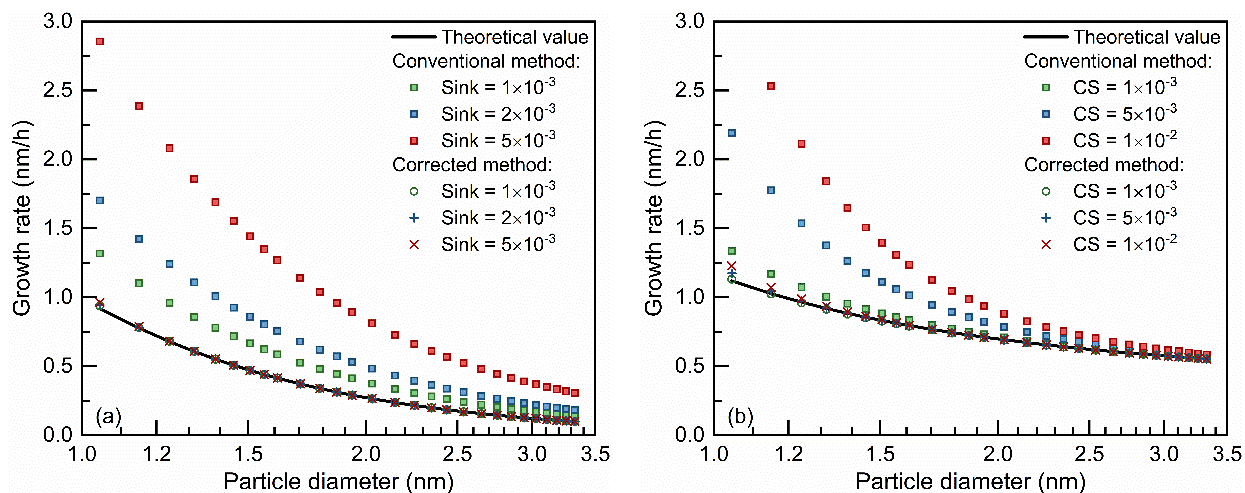 3.0
2.5
2.0
1.5
1.0
0.5
0.0
Growth rate (nm/h)
Theoretical value
Conventional method:
Sink = 1×10⁻³
Sink = 2×10⁻³
Sink = 5×10⁻³
Corrected method:
Sink = 1×10⁻³
Sink = 2×10⁻³
Sink = 5×10⁻³
(a)
1.0 1.2 1.5 2.0 2.5 3.0 3.5
Particle diameter (nm)
3.0
2.5
2.0
1.5
1.0
0.5
0.0
Growth rate (nm/h)
Theoretical value
Conventional method:
CS = 1×10⁻³
CS = 5×10⁻³
CS = 1×10⁻²
Corrected method:
CS = 1×10⁻³
CS = 5×10⁻³
CS = 1×10⁻²
(b)
1.0 1.2 1.5 2.0 2.5 3.0 3.5
Particle diameter (nm)